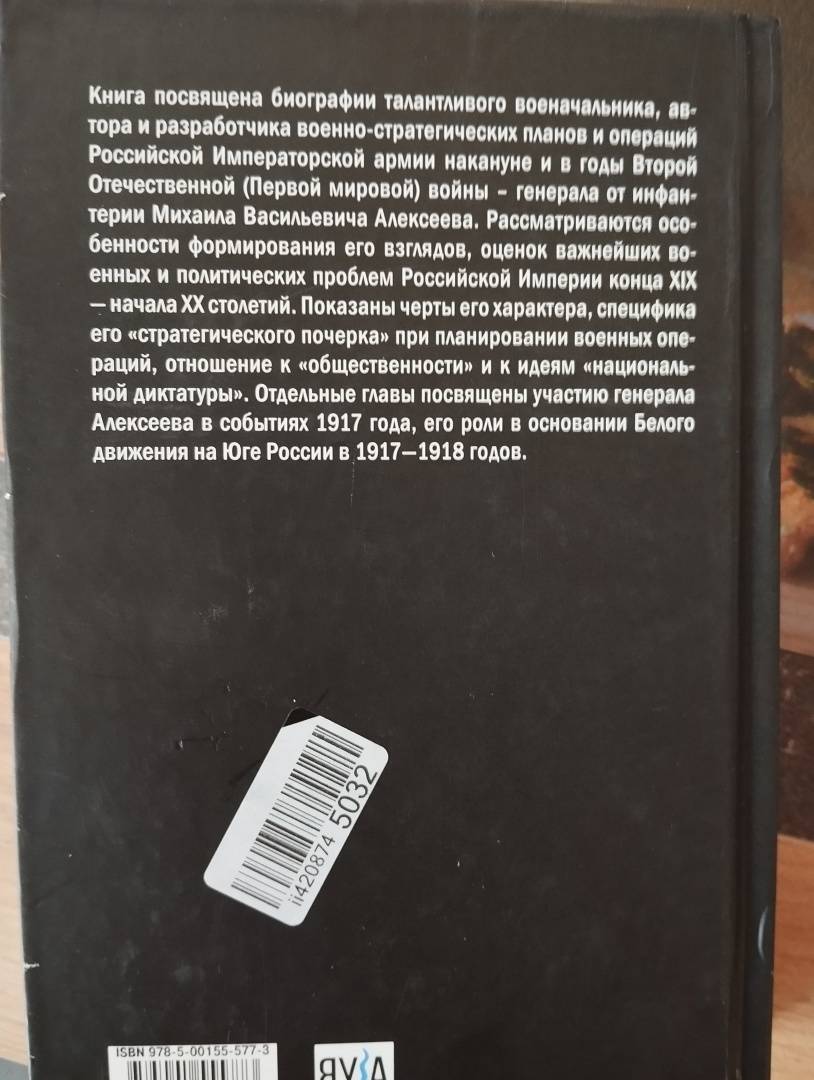 Книга посвящена биографии талантливого военачальника, ав-
тора и разработчика военно-стратегических планов и операций
Российской Императорской армии накануне и в годы Второй
Отечественной (Первой мировой) войны – генерала от инфан-
терии Михаила Васильевича Алексеева. Рассматриваются осо-
бенности формирования его взглядов, оценок важнейших во-
енных и политических проблем Российской Империи конца XIX
— начала XX столетий. Показаны черты его характера, специфика
его «стратегического почерка» при планировании военных опе-
раций, отношение к «общественности» и к идеям «националь-
ной диктатуры». Отдельные главы посвящены участию генерала
Алексеева в событиях 1917 года, его роли в основании Белого
движения на Юге России в 1917—1918 годов.
ii420874 5032
ISBN 978-5-00155-577-3